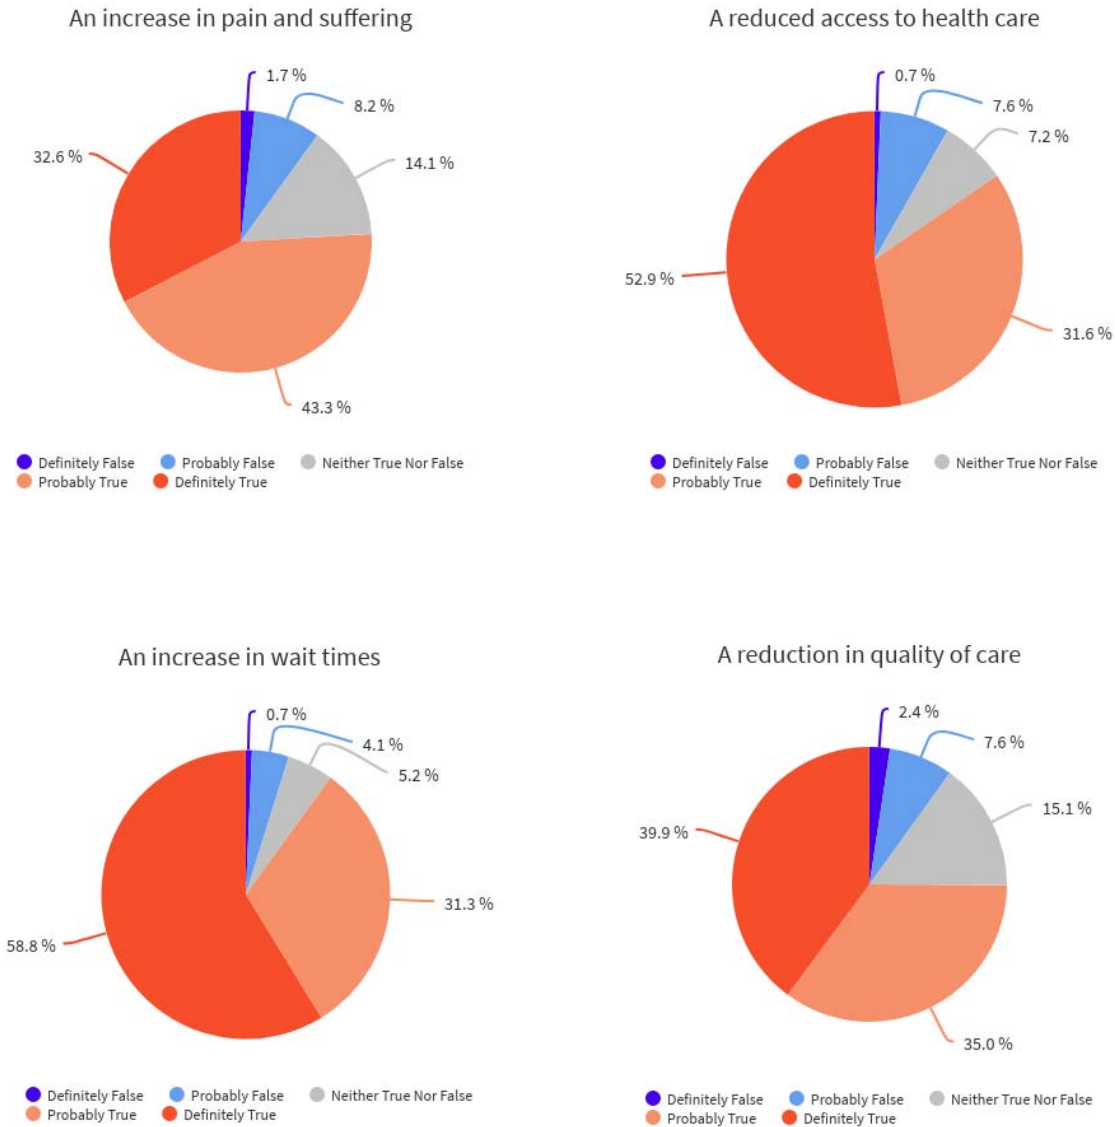 An increase in pain and suffering
1.7 %
8.2 %
14.1 %
32.6 %
43.3 %
Definitely False Probably False Neither True Nor False
Probably True Definitely True
A reduced access to health care
0.7 %
7.6 %
7.2 %
52.9 %
31.6 %
Definitely False Probably False Neither True Nor False
Probably True Definitely True
An increase in wait times
0.7 %
4.1 %
5.2 %
31.3 %
58.8 %
Definitely False Probably False Neither True Nor False
Probably True Definitely True
A reduction in quality of care
2.4 %
7.6 %
15.1 %
39.9 %
35.0 %
Definitely False Probably False Neither True Nor False
Probably True Definitely True